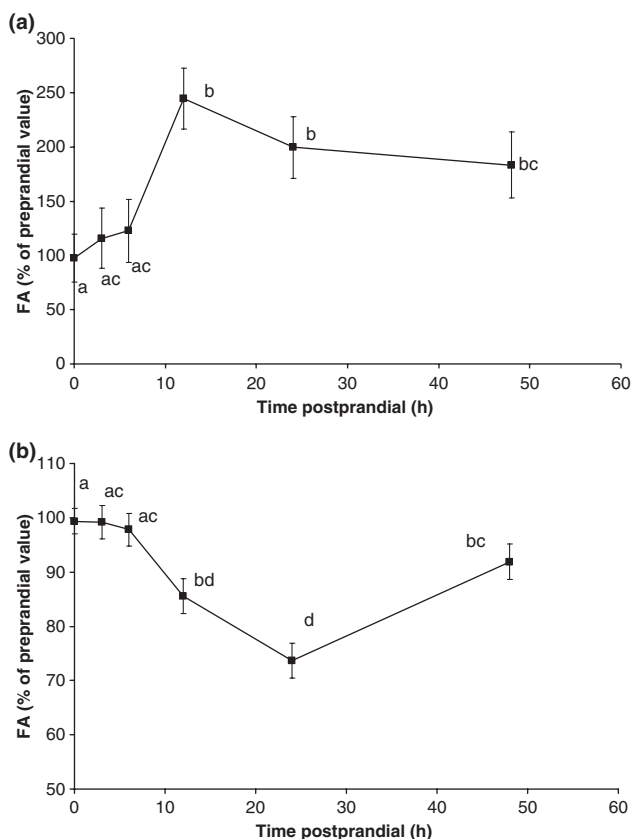 (a)
300
250
200
150
100
50
0
FA (% of preprandial value)
a
ac
ac
b
b
bc
0 10 20 30 40 50 60
Time postprandial (h)
(b)
110
100
90
80
70
60
50
FA (% of preprandial value)
a
ac
ac
bd
d
bc
0 10 20 30 40 50 60
Time postprandial (h)